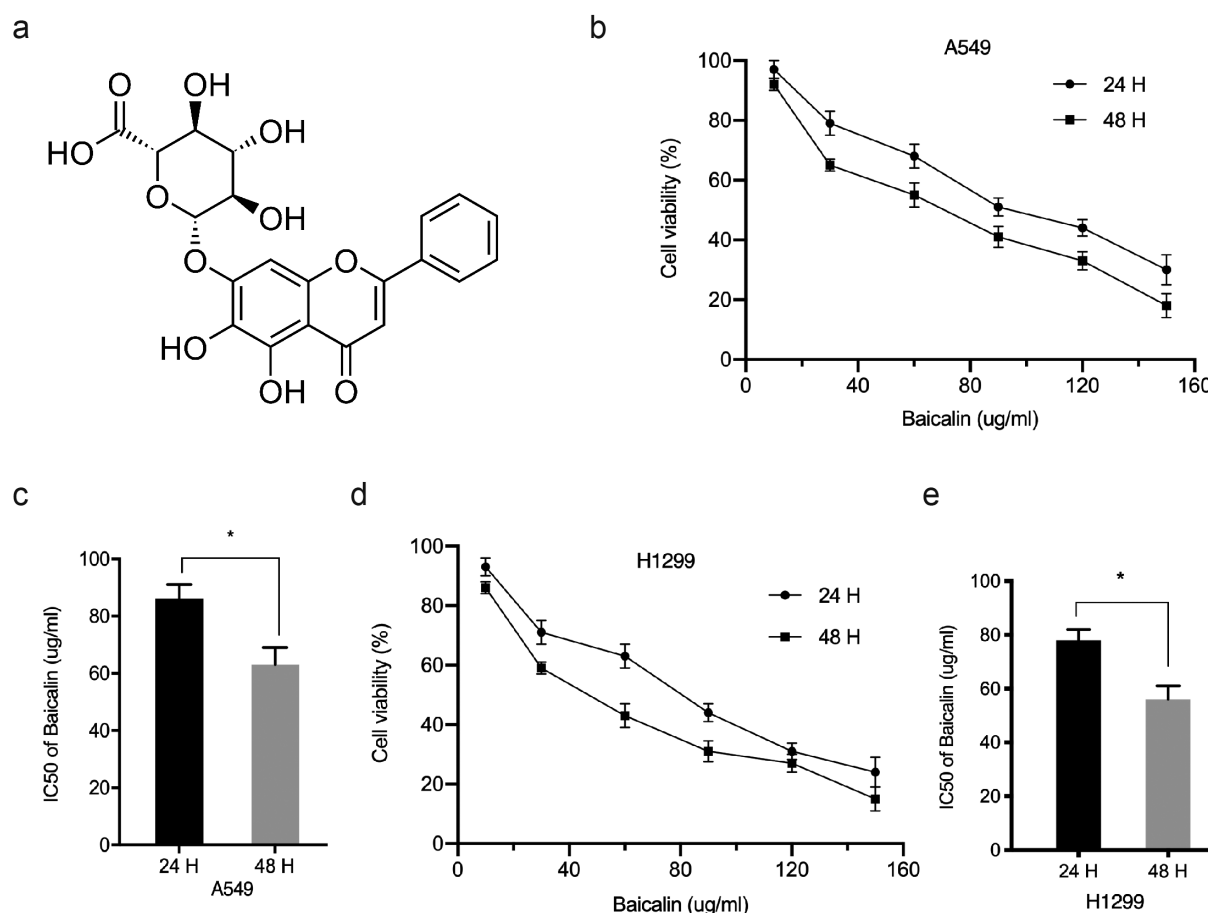 a
O
OH
HO
OH
O
OH
O
O
HO
OH
O
b
A549
24 H
48 H
Cell viability (%)
100
80
60
40
20
0
0 40 80 120 160
Baicalin (ug/ml)
c
*
IC50 of Baicalin (ug/ml)
100
80
60
40
20
0
24 H 48 H
A549
d
H1299
24 H
48 H
Cell viability (%)
100
80
60
40
20
0
0 40 80 120 160
Baicalin (ug/ml)
e
*
IC50 of Baicalin (ug/ml)
100
80
60
40
20
0
24 H 48 H
H1299